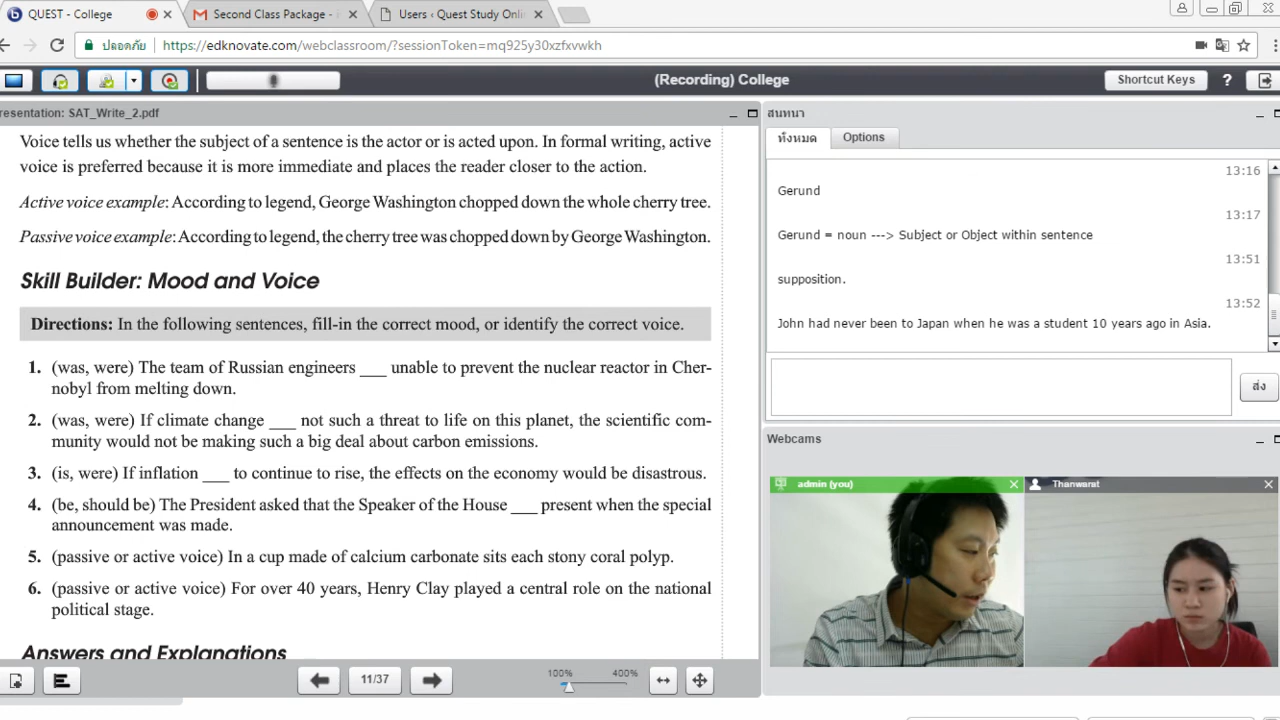 QUEST - College
Second Class Package -
Users ‹ Quest Study Onli
ปลอดภัย
https://edknovate.com/webclassroom/?sessionToken=mq925y30xzfxvwkh
(Recording) College
Shortcut Keys
?
resentation: SAT_Write_2.pdf
Voice tells us whether the subject of a sentence is the actor or is acted upon. In formal writing, active
voice is preferred because it is more immediate and places the reader closer to the action.
Active voice example: According to legend, George Washington chopped down the whole cherry tree.
Passive voice example: According to legend, the cherry tree was chopped down by George Washington.
Skill Builder: Mood and Voice
Directions: In the following sentences, fill-in the correct mood, or identify the correct voice.
1. (was, were) The team of Russian engineers ___ unable to prevent the nuclear reactor in Cher-
nobyl from melting down.
2. (was, were) If climate change ___ not such a threat to life on this planet, the scientific com-
munity would not be making such a big deal about carbon emissions.
3. (is, were) If inflation ___ to continue to rise, the effects on the economy would be disastrous.
4. (be, should be) The President asked that the Speaker of the House ___ present when the special
announcement was made.
5. (passive or active voice) In a cup made of calcium carbonate sits each stony coral polyp.
6. (passive or active voice) For over 40 years, Henry Clay played a central role on the national
political stage.
Answers and Explanations
11/37
100%
400%
สนทนา
ทั้งหมด
Options
13:16
Gerund
13:17
Gerund = noun ---> Subject or Object within sentence
13:51
supposition.
13:52
John had never been to Japan when he was a student 10 years ago in Asia.
ส่ง
Webcams
admin (you)
Thanwarat